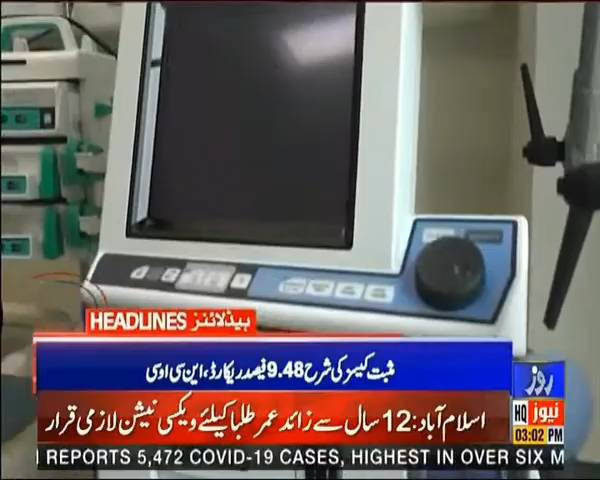 HEADLINES ہیڈلائنز
مثبت کیسز کی شرح 9.48 فیصد ریکارڈ، این سی او سی
اسلام آباد: 12 سال سے زائد عمر طلبا کیلئے ویکسی نیشن لازمی قرار
روز
HQ نیوز
03:02 PM
REPORTS 5,472 COVID-19 CASES, HIGHEST IN OVER SIX M